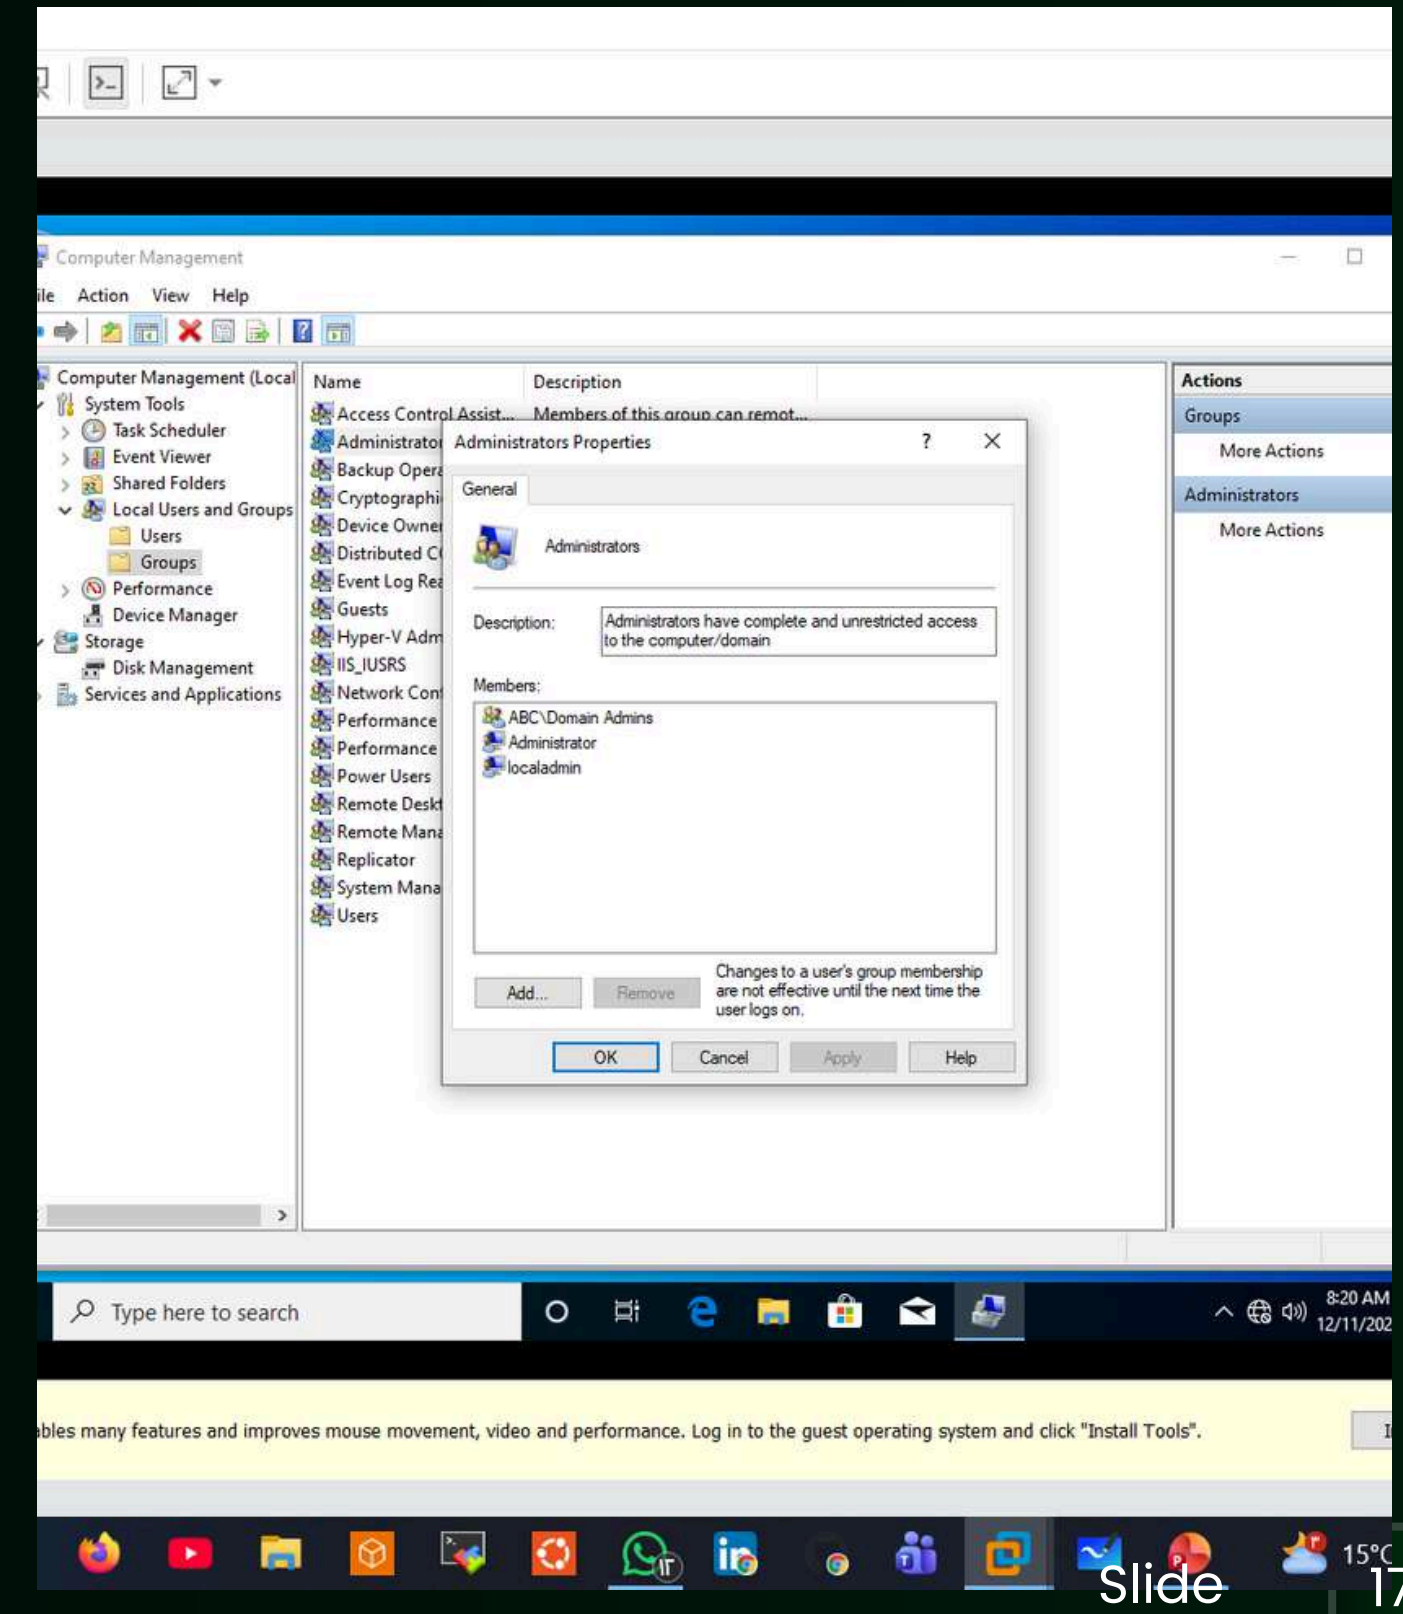 Computer Management
ile Action View Help
Computer Management (Local
System Tools
Task Scheduler
Event Viewer
Shared Folders
Local Users and Groups
Users
Groups
Performance
Device Manager
Storage
Disk Management
Services and Applications
Name Description
Access Control Assist... Members of this group can remot...
Administrator
Backup Opera
Cryptographi
Device Owner
Distributed C
Event Log Rea
Guests
Hyper-V Adm
IIS_IUSRS
Network Con
Performance
Performance
Power Users
Remote Deskt
Remote Mana
Replicator
System Mana
Users
Administrators Properties ? X
General
Administrators
Description: Administrators have complete and unrestricted access
to the computer/domain
Members:
ABC\Domain Admins
Administrator
localadmin
Add... Remove
Changes to a user's group membership
are not effective until the next time the
user logs on.
OK Cancel Apply Help
Actions
Groups
More Actions
Administrators
More Actions
Type here to search
8:20 AM
12/11/202
ables many features and improves mouse movement, video and performance. Log in to the guest operating system and click "Install Tools".
١٣
15°C
Slide 17